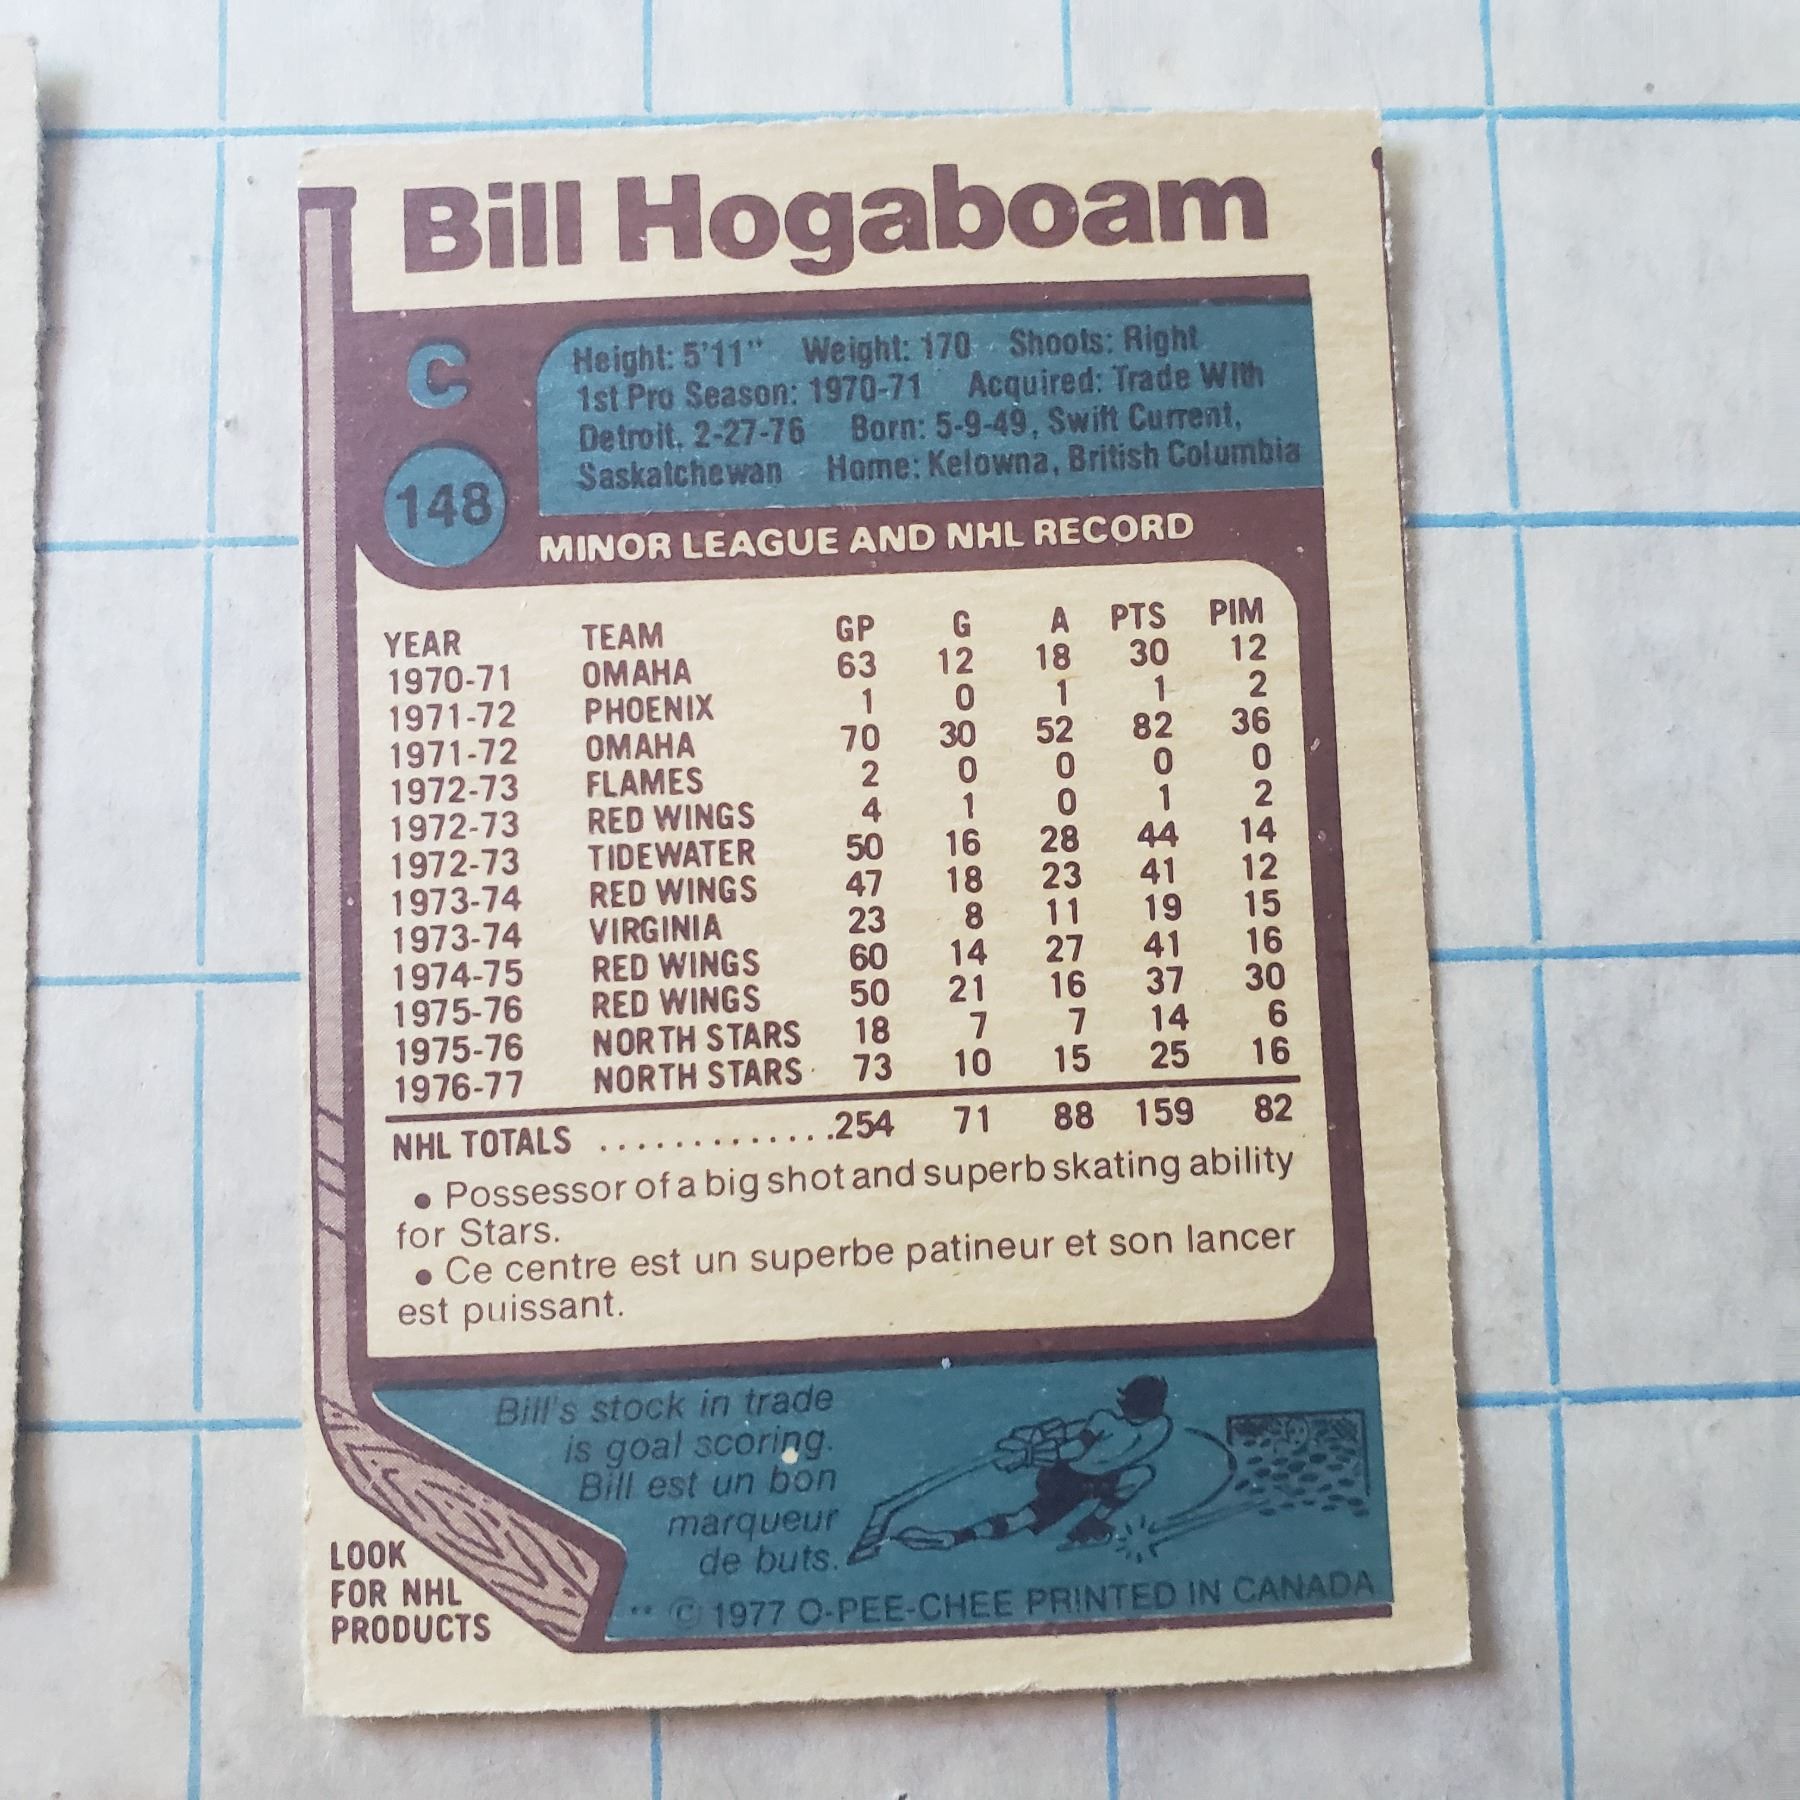 Bill Hogaboam
C
148
Height: 5'11" Weight: 170 Shoots: Right
1st Pro Season: 1970-71 Acquired: Trade With
Detroit, 2-27-76 Born: 5-9-49, Swift Current,
Saskatchewan Home: Kelowna, British Columbia
MINOR LEAGUE AND NHL RECORD
YEAR TEAM GP G A PTS PIM
1970-71 OMAHA 63 12 18 30 12
1971-72 PHOENIX 1 0 1 1 2
1971-72 OMAHA 70 30 52 82 36
1972-73 FLAMES 2 0 0 0 0
1972-73 RED WINGS 4 1 0 1 2
1972-73 TIDEWATER 50 16 28 44 14
1973-74 RED WINGS 47 18 23 41 12
1973-74 VIRGINIA 23 8 11 19 15
1974-75 RED WINGS 60 14 27 41 16
1975-76 RED WINGS 50 21 16 37 30
1975-76 NORTH STARS 18 7 7 14 6
1976-77 NORTH STARS 73 10 15 25 16
NHL TOTALS .............254 71 88 159 82
• Possessor of a big shot and superb skating ability
for Stars.
• Ce centre est un superbe patineur et son lancer
est puissant.
Bill's stock in trade
is goal scoring.
Bill est un bon
marqueur
de buts.
LOOK
FOR NHL
PRODUCTS
** © 1977 O-PEE-CHEE PRINTED IN CANADA